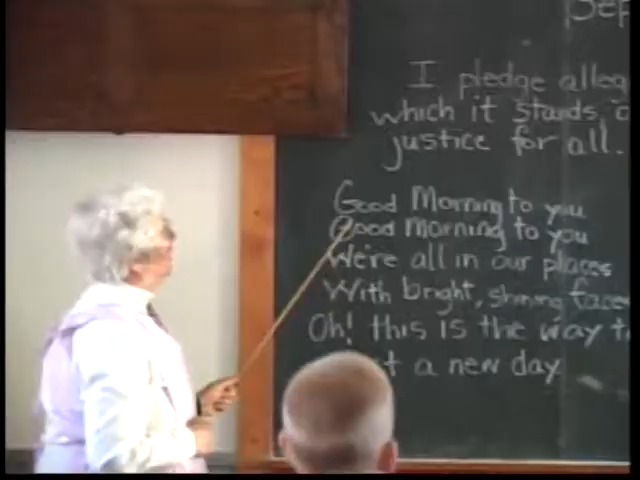 Sep
I pledge alleg
which it stands,
justice for all.
Good Morning to you
Good morning to you
We're all in our places
With bright, shining faces
Oh! this is the way t
t a new day